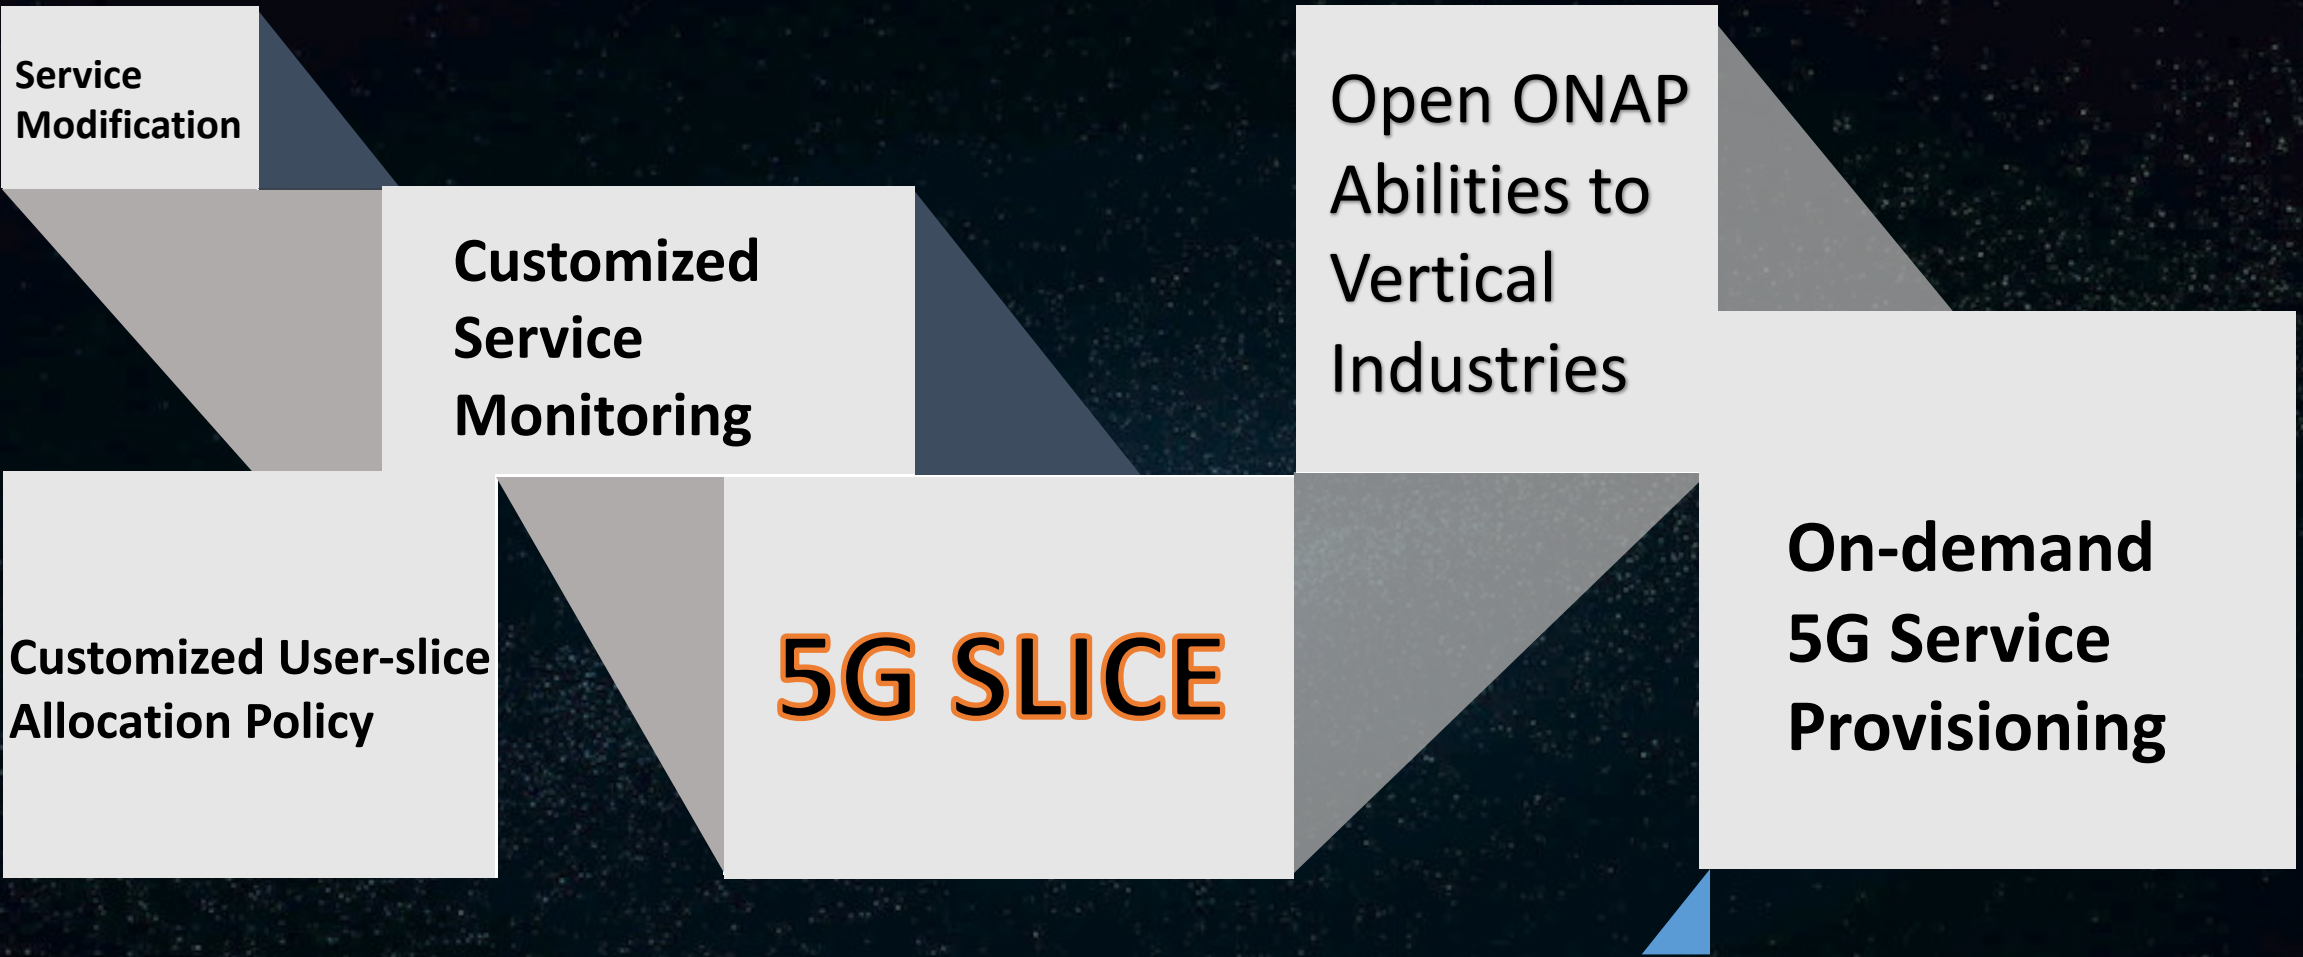 Service
Modification
Customized
Service
Monitoring
Open ONAP
Abilities to
Vertical
Industries
Customized User-slice
Allocation Policy
5G SLICE
On-demand
5G Service
Provisioning